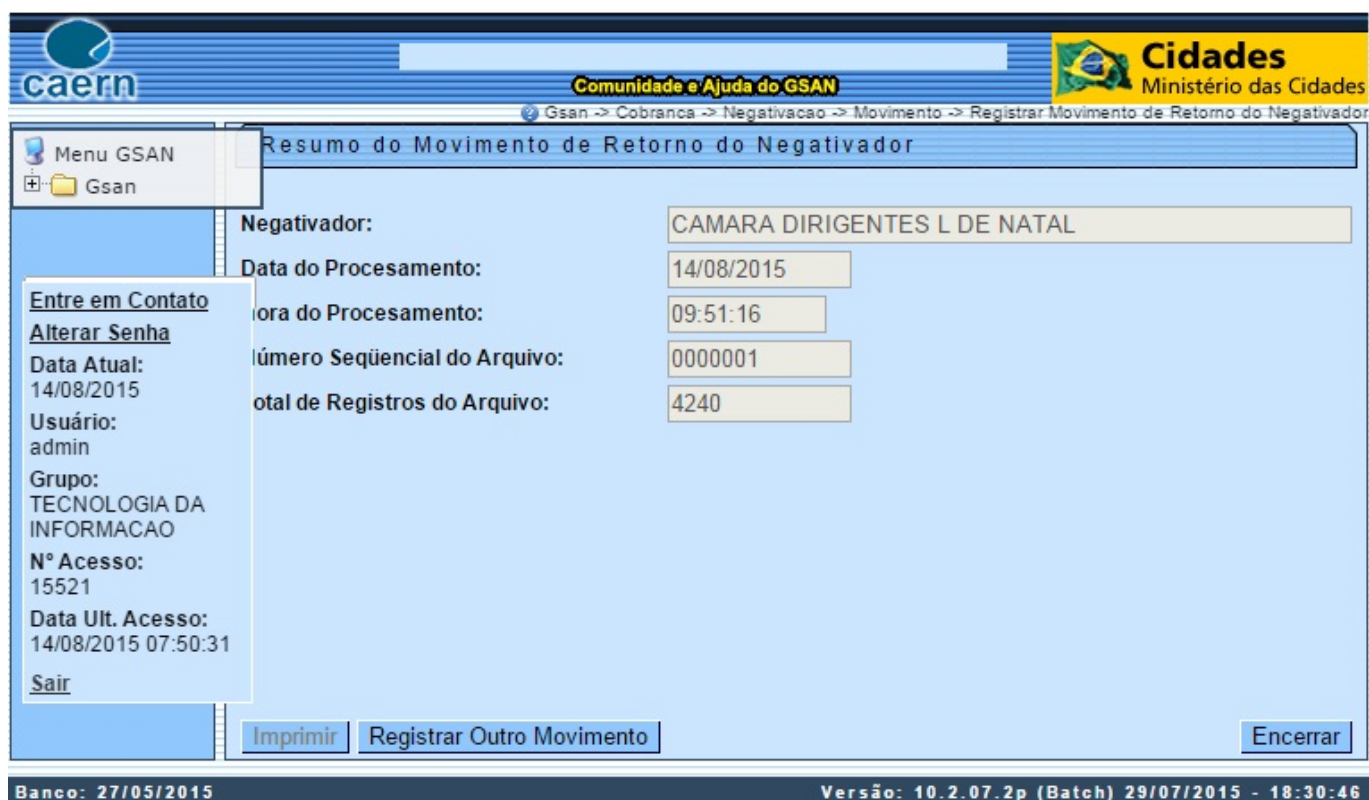 caern
Comunidade e Ajuda do GSAN
Cidades
Ministério das Cidades
Gsan -> Cobranca -> Negativacao -> Movimento -> Registrar Movimento de Retorno do Negativador
Menu GSAN
Gsan
Resumo do Movimento de Retorno do Negativador
Negativador: CAMARA DIRIGENTES L DE NATAL
Data do Procesamento: 14/08/2015
ora do Procesamento: 09:51:16
úmero Seqüencial do Arquivo: 0000001
otal de Registros do Arquivo: 4240
Entre em Contato
Alterar Senha
Data Atual:
14/08/2015
Usuário:
admin
Grupo:
TECNOLOGIA DA
INFORMACAO
Nº Acesso:
15521
Data Ult. Acesso:
14/08/2015 07:50:31
Sair
Imprimir Registrar Outro Movimento Encerrar
Banco: 27/05/2015 Versão: 10.2.07.2p (Batch) 29/07/2015 - 18:30:46